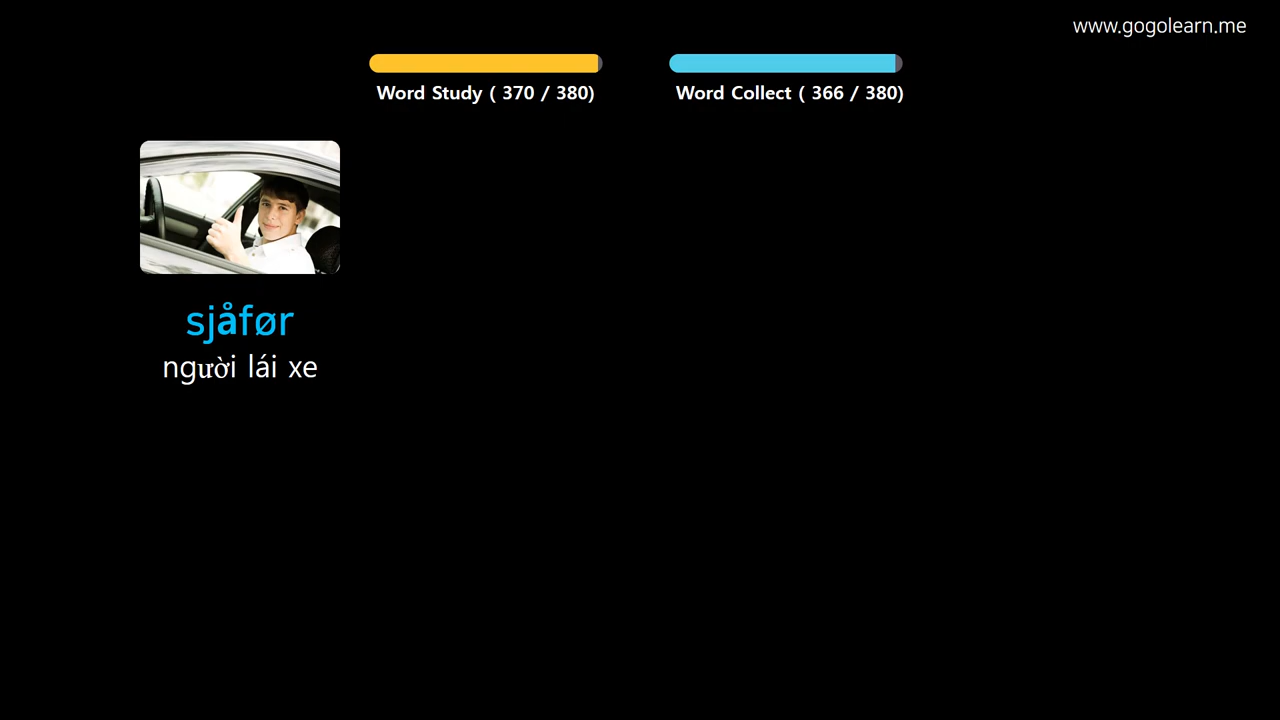 www.gogolearn.me
Word Study ( 370 / 380)
Word Collect ( 366 / 380)
sjåfør
người lái xe